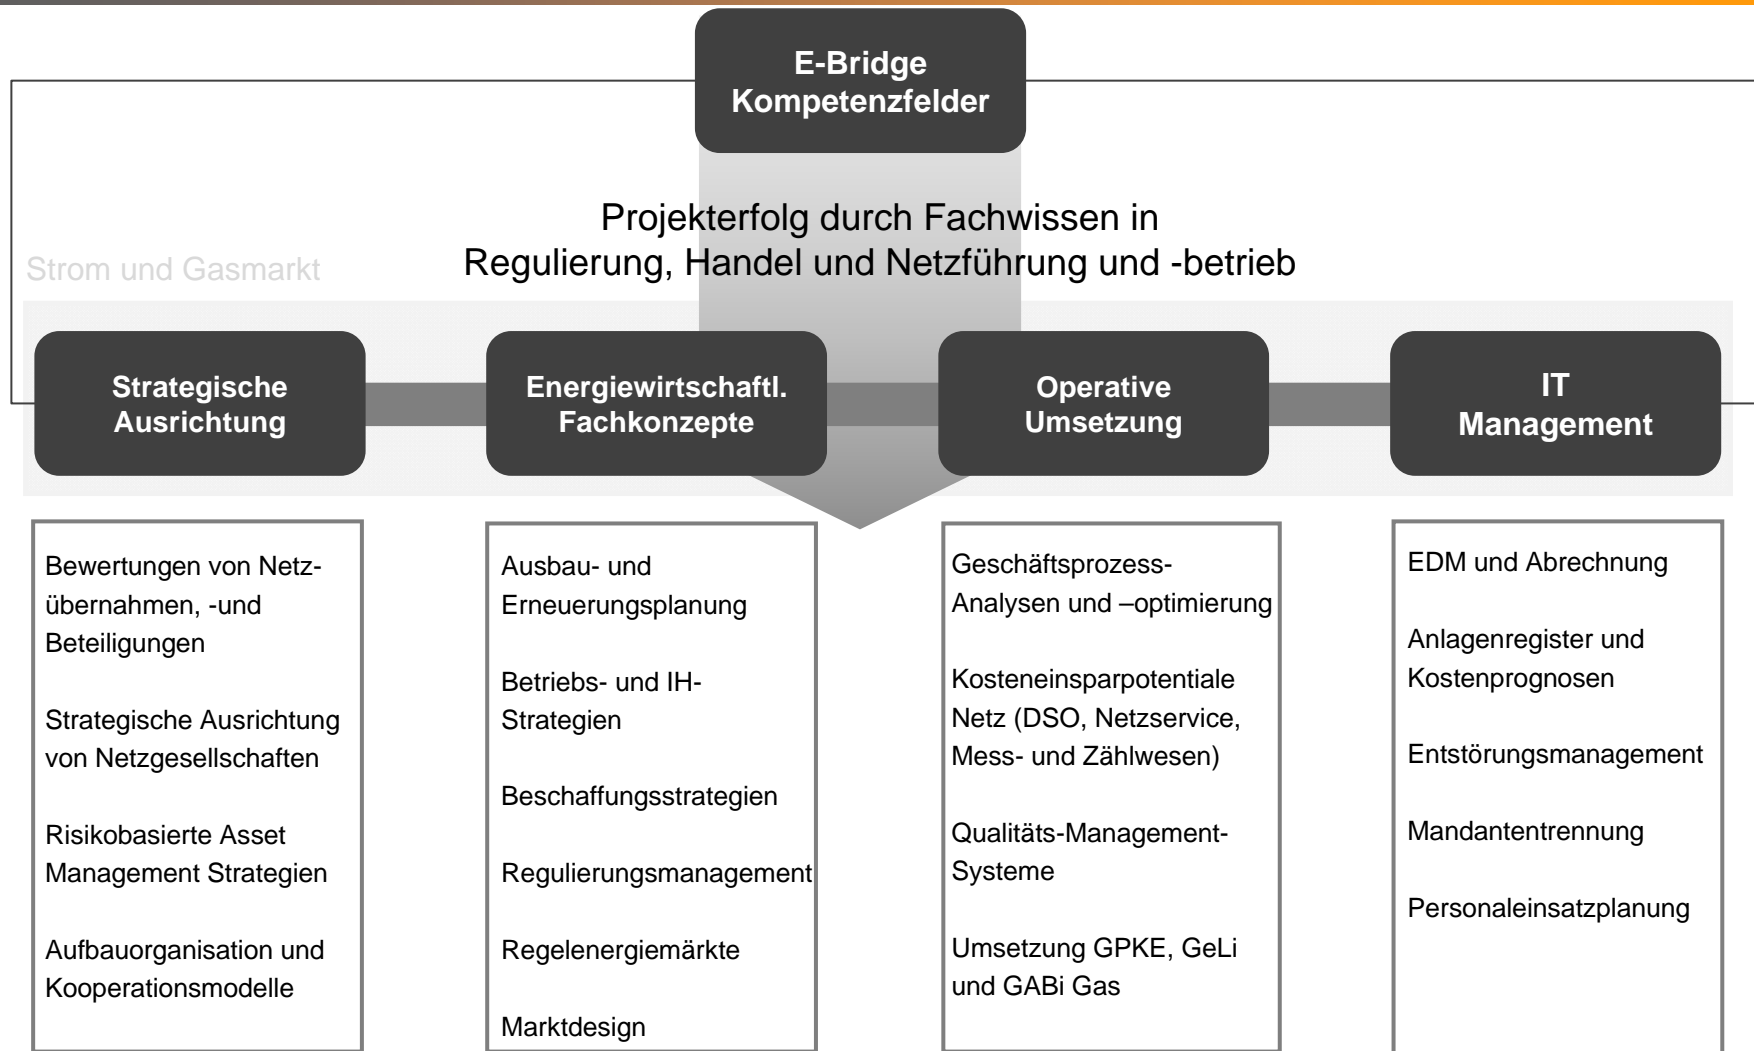 E-Bridge
Kompetenzfelder
Projekterfolg durch Fachwissen in
Regulierung, Handel und Netzführung und -betrieb
Strom und Gasmarkt
Strategische
Ausrichtung
Energiewirtschaftl.
Fachkonzepte
Operative
Umsetzung
IT
Management
Bewertungen von Netz-
übernahmen, -und
Beteiligungen
Strategische Ausrichtung
von Netzgesellschaften
Risikobasierte Asset
Management Strategien
Aufbauorganisation und
Kooperationsmodelle
Ausbau- und
Erneuerungsplanung
Betriebs- und IH-
Strategien
Beschaffungsstrategien
Regulierungsmanagement
Regelenergiemärkte
Marktdesign
Geschäftsprozess-
Analysen und –optimierung
Kosteneinsparpotentiale
Netz (DSO, Netzservice,
Mess- und Zählwesen)
Qualitäts-Management-
Systeme
Umsetzung GPKE, GeLi
und GABi Gas
EDM und Abrechnung
Anlagenregister und
Kostenprognosen
Entstörungsmanagement
Mandantentrennung
Personaleinsatzplanung